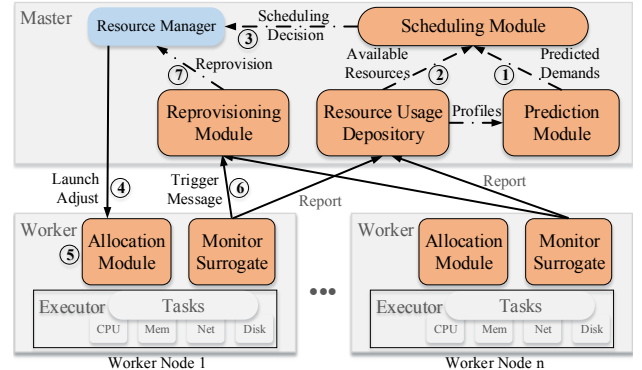 Master
Resource Manager
Scheduling
Decision
③
Scheduling Module
⑦
Reprovision
Available
Resources
②
①
Predicted
Demands
Reprovisioning
Module
Resource Usage
Depository
Profiles
Prediction
Module
Launch
Adjust
④
Trigger
Message
⑥
Report
Report
Worker
⑤
Allocation
Module
Monitor
Surrogate
Executor
Tasks
CPU
Mem
Net
Disk
Worker Node 1
•••
Worker
Allocation
Module
Monitor
Surrogate
Executor
Tasks
CPU
Mem
Net
Disk
Worker Node n